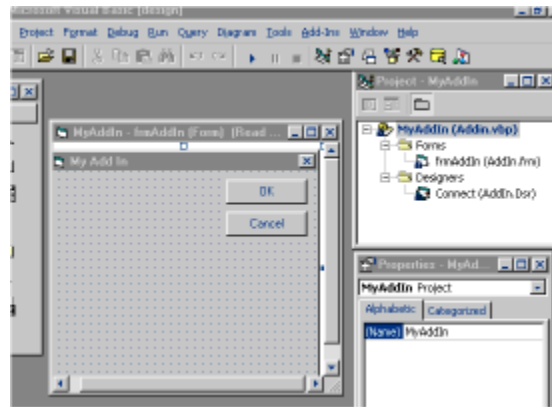 Microsoft Visual Basic [design]
Project Format Debug Run Query Diagram Tools Add-Ins Window Help
Project - MyAddIn
MyAddIn (Addin.vbp)
Forms
frmAddIn (AddIn.frm)
Designers
Connect (AddIn.Dsr)
MyAddIn - frmAddIn (Form) (Read ...
My Add In
OK
Cancel
Properties - MyAd...
MyAddIn Project
Alphabetic Categorized
(Name) MyAddIn